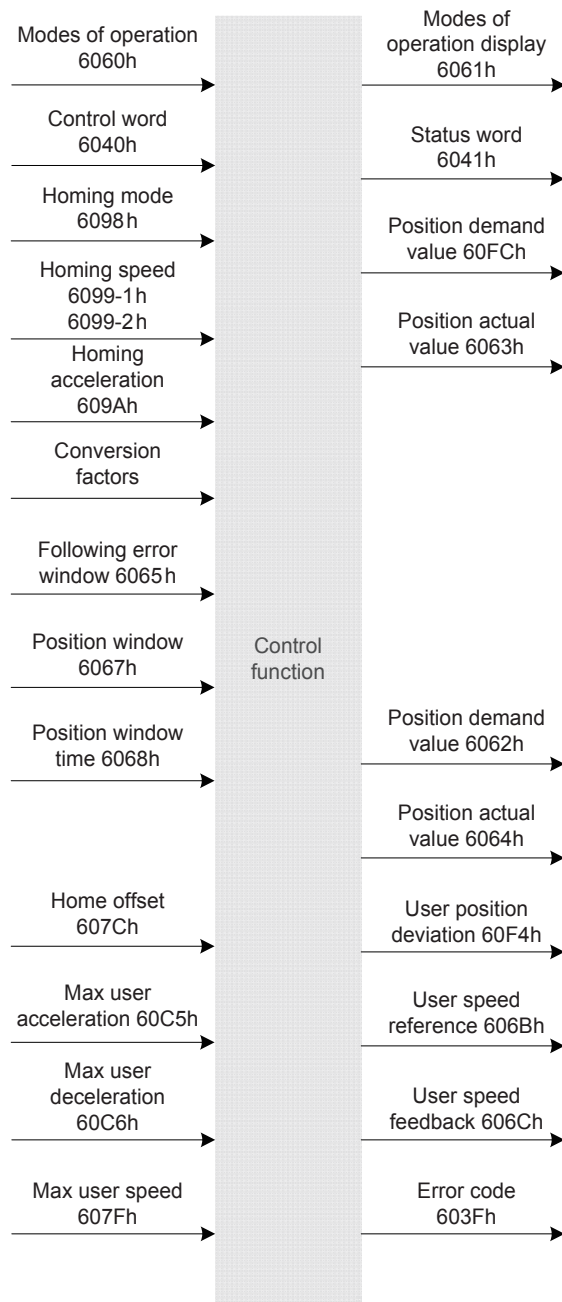 Modes of operation
6060h
Control word
6040h
Homing mode
6098h
Homing speed
6099-1h
6099-2h
Homing
acceleration
609Ah
Conversion
factors
Following error
window 6065h
Position window
6067h
Position window
time 6068h
Home offset
607Ch
Max user
acceleration 60C5h
Max user
deceleration
60C6h
Max user speed
607Fh
Control
function
Modes of
operation display
6061h
Status word
6041h
Position demand
value 60FCh
Position actual
value 6063h
Position demand
value 6062h
Position actual
value 6064h
User position
deviation 60F4h
User speed
reference 606Bh
User speed
feedback 606Ch
Error code
603Fh